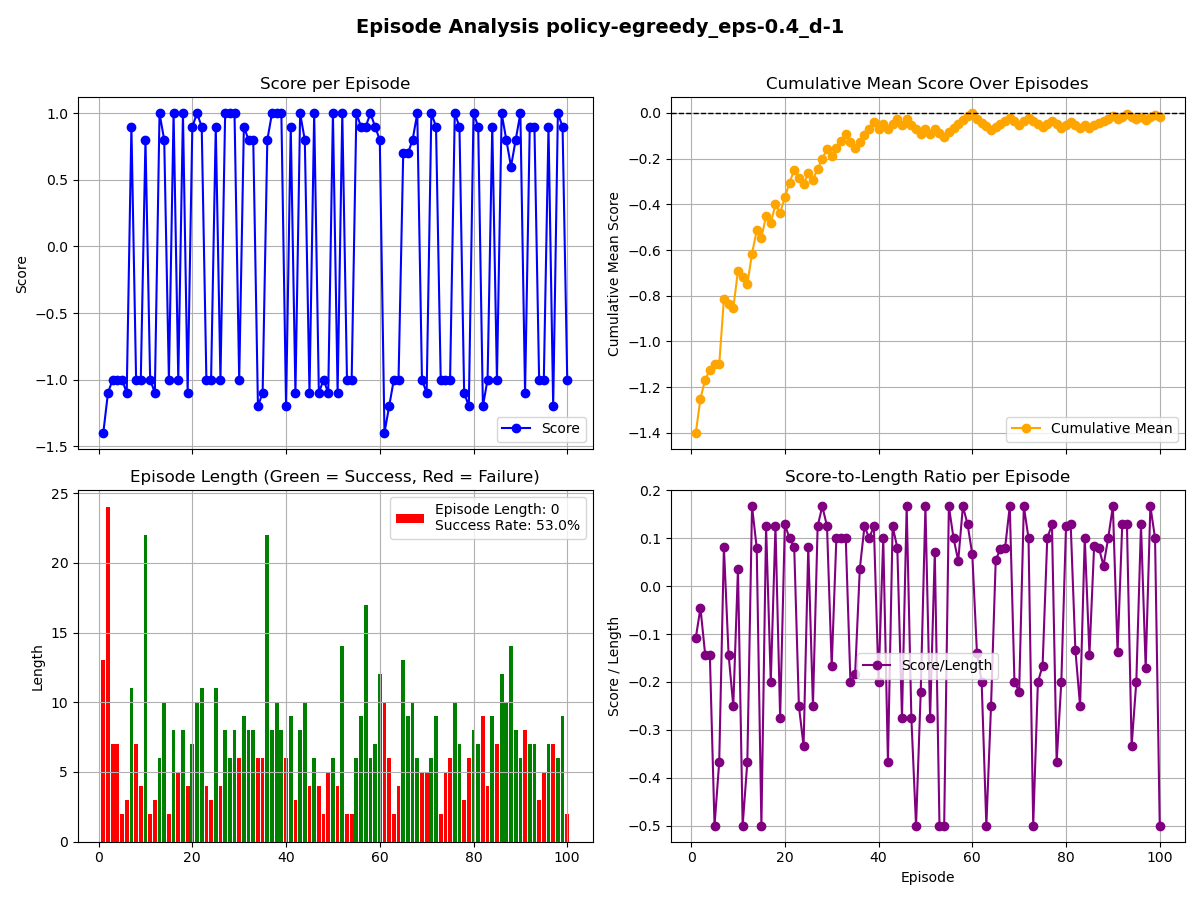 Episode Analysis policy-egreedy_eps-0.4_d-1
Score per Episode
1.0
0.5
0.0
−0.5
−1.0
−1.5
Score
Score
Cumulative Mean Score Over Episodes
0.0
−0.2
−0.4
−0.6
−0.8
−1.0
−1.2
−1.4
Cumulative Mean Score
Cumulative Mean
Episode Length (Green = Success, Red = Failure)
25
20
15
10
5
0
Length
Episode Length: 0
Success Rate: 53.0%
0
20
40
60
80
100
Score-to-Length Ratio per Episode
0.2
0.1
0.0
−0.1
−0.2
−0.3
−0.4
−0.5
Score / Length
Score/Length
0
20
40
60
80
100
Episode